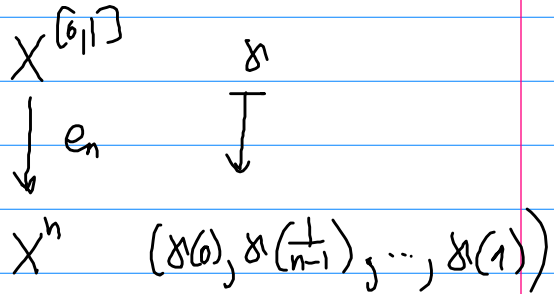 X^{[0,1]} γ
↓ e_n ↧
X^n (γ(0), γ(1/(n-1)), ..., γ(1))